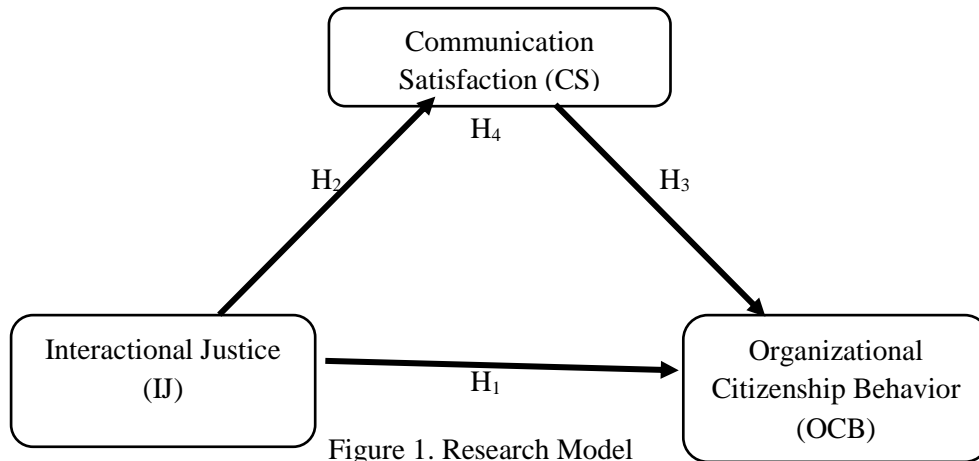 Communication
Satisfaction (CS)
H₄
H₂
H₃
Interactional Justice
(IJ)
H₁
Organizational
Citizenship Behavior
(OCB)
Figure 1. Research Model